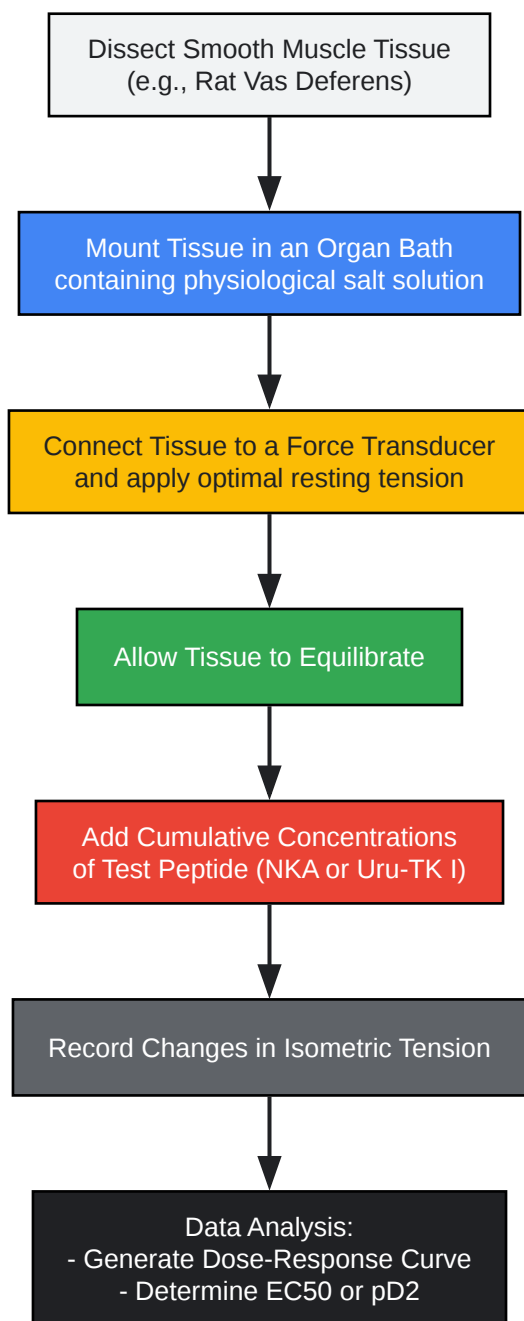 Dissect Smooth Muscle Tissue
(e.g., Rat Vas Deferens)
Mount Tissue in an Organ Bath
containing physiological salt solution
Connect Tissue to a Force Transducer
and apply optimal resting tension
Allow Tissue to Equilibrate
Add Cumulative Concentrations
of Test Peptide (NKA or Uru-TK I)
Record Changes in Isometric Tension
Data Analysis:
- Generate Dose-Response Curve
- Determine EC50 or pD2